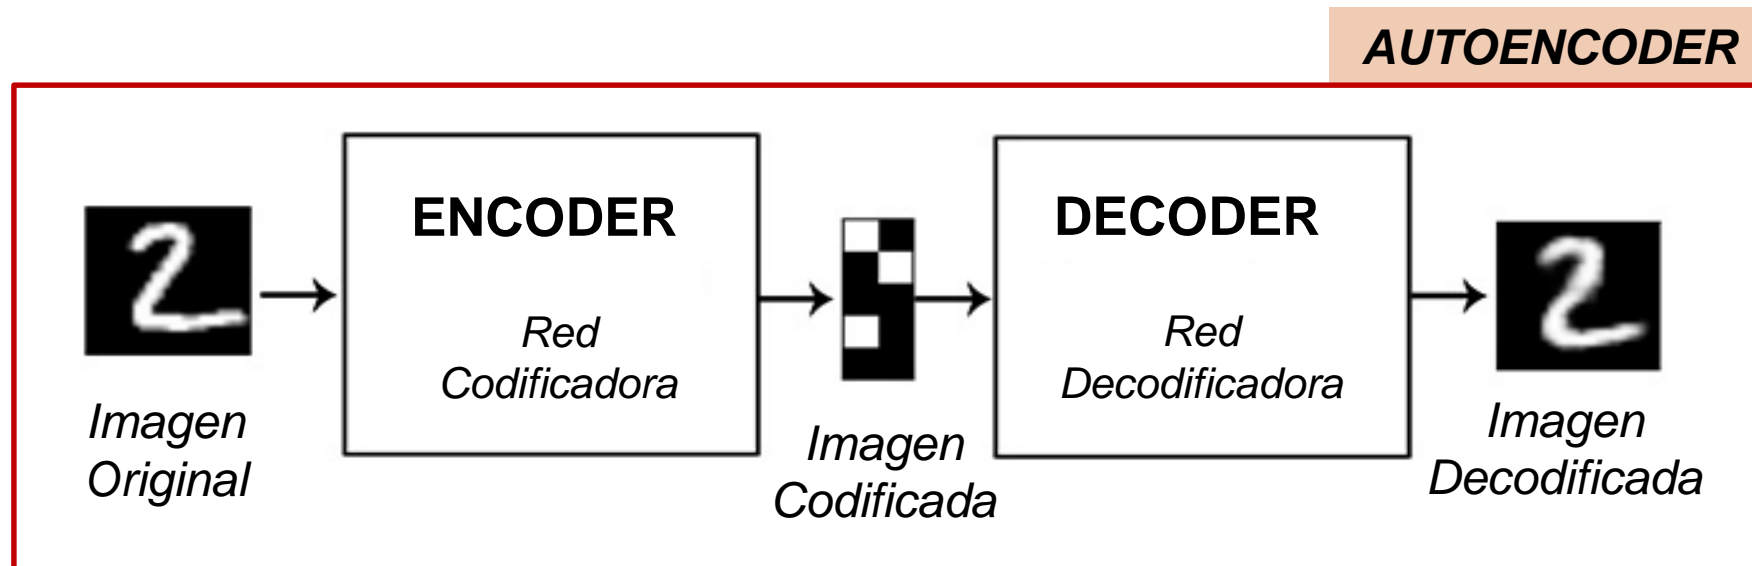 AUTOENCODER
ENCODER
Red
Codificadora
DECODER
Red
Decodificadora
Imagen
Original
Imagen
Codificada
Imagen
Decodificada